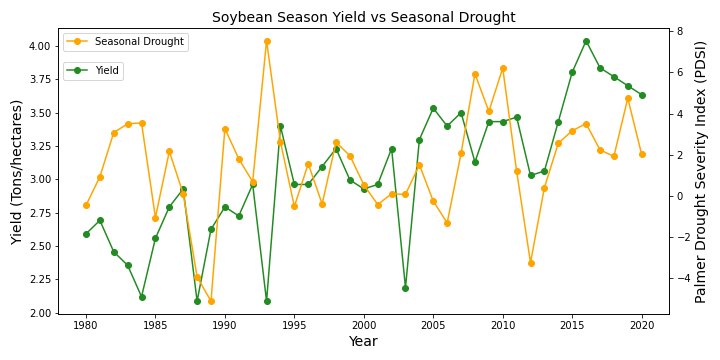 Soybean Season Yield vs Seasonal Drought
Seasonal Drought
Yield
Yield (Tons/hectares)
4.00
3.75
3.50
3.25
3.00
2.75
2.50
2.25
2.00
8
6
4
2
0
−2
−4
Palmer Drought Severity Index (PDSI)
1980 1985 1990 1995 2000 2005 2010 2015 2020
Year